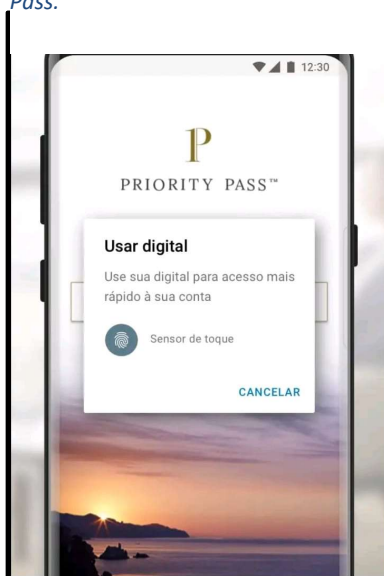 Pass.
12:30
P
PRIORITY PASS™
Usar digital
Use sua digital para acesso mais
rápido à sua conta
Sensor de toque
CANCELAR